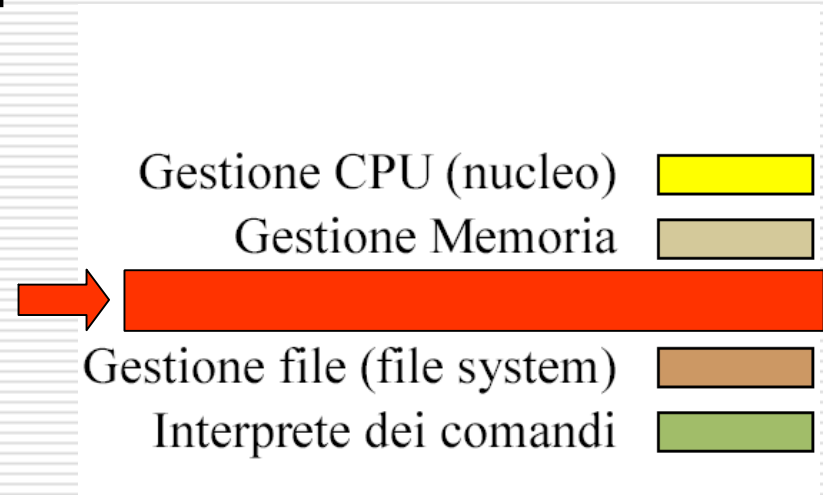 Gestione CPU (nucleo)
Gestione Memoria
Gestione file (file system)
Interprete dei comandi